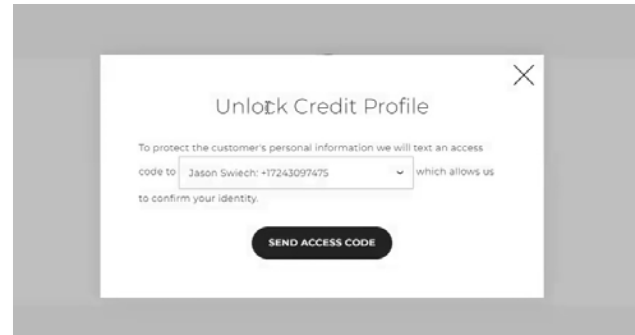 Unlock Credit Profile
To protect the customer's personal information we will text an access
code to Jason Swiech: +17243097475 which allows us
to confirm your identity.
SEND ACCESS CODE